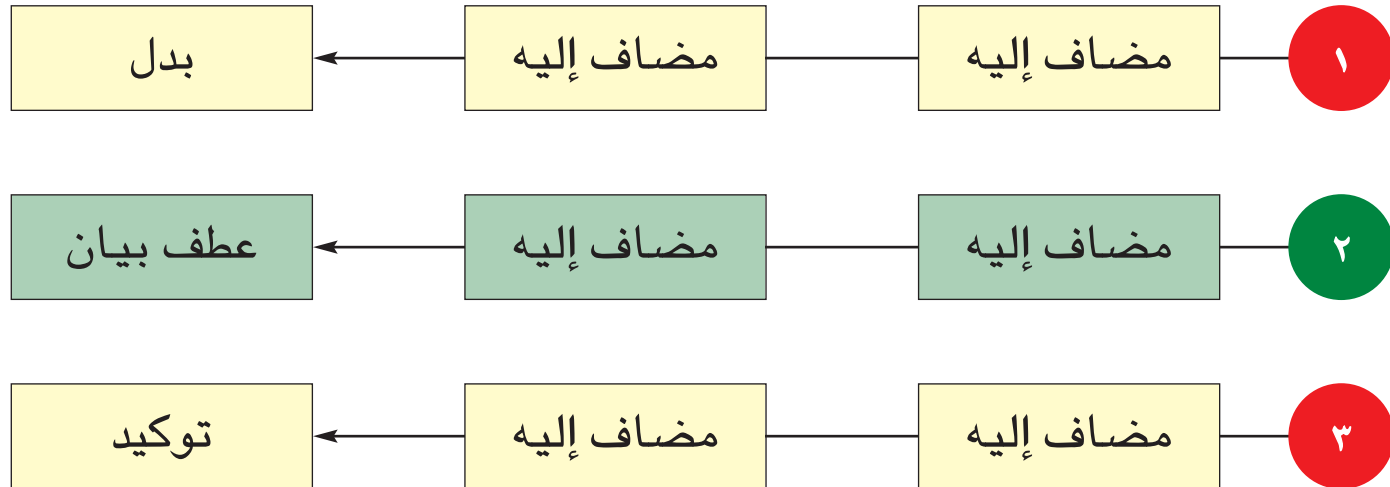 ١ مضاف إليه مضاف إليه بدل
٢ مضاف إليه مضاف إليه عطف بيان
٣ مضاف إليه مضاف إليه توكيد